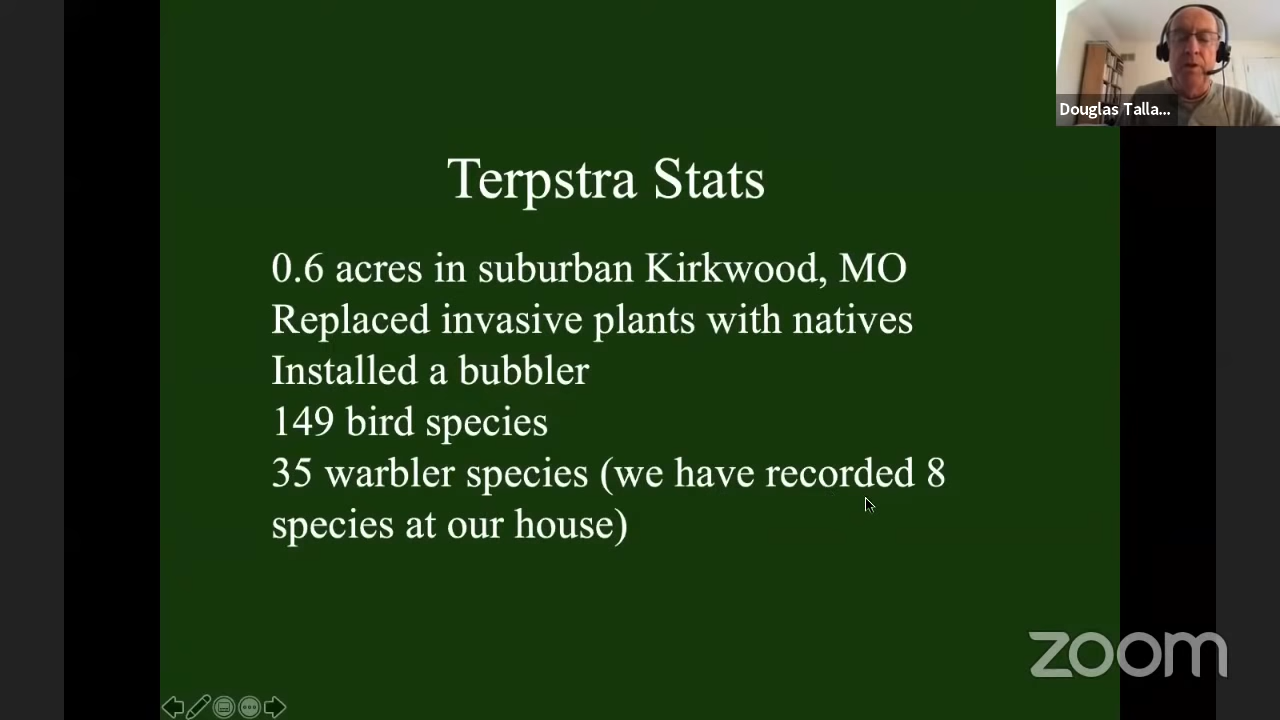 Douglas Talla...
Terpstra Stats
0.6 acres in suburban Kirkwood, MO
Replaced invasive plants with natives
Installed a bubbler
149 bird species
35 warbler species (we have recorded 8
species at our house)
zoom